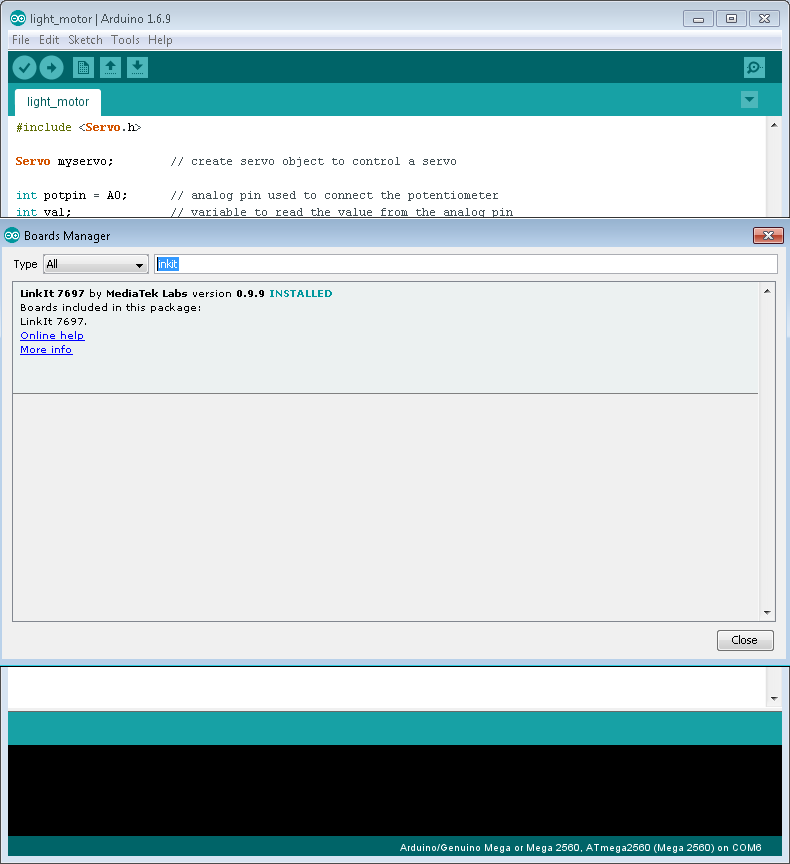 light_motor | Arduino 1.6.9
File Edit Sketch Tools Help
light_motor
#include <Servo.h>
Servo myservo; // create servo object to control a servo
int potpin = A0; // analog pin used to connect the potentiometer
int val; // variable to read the value from the analog pin
Boards Manager
Type All inkit
LinkIt 7697 by MediaTek Labs version 0.9.9 INSTALLED
Boards included in this package:
LinkIt 7697.
Online help
More info
Close
Arduino/Genuino Mega or Mega 2560, ATmega2560 (Mega 2560) on COM6